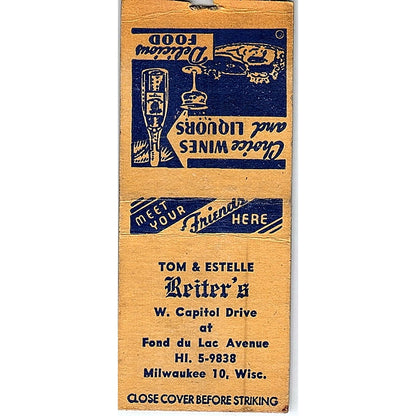 Delicious
FOOD
Choice WINES
and LIQUORS
MEET YOUR Friends HERE
TOM & ESTELLE
Reiter's
W. Capitol Drive
at
Fond du Lac Avenue
HI. 5-9838
Milwaukee 10, Wisc.
CLOSE COVER BEFORE STRIKING